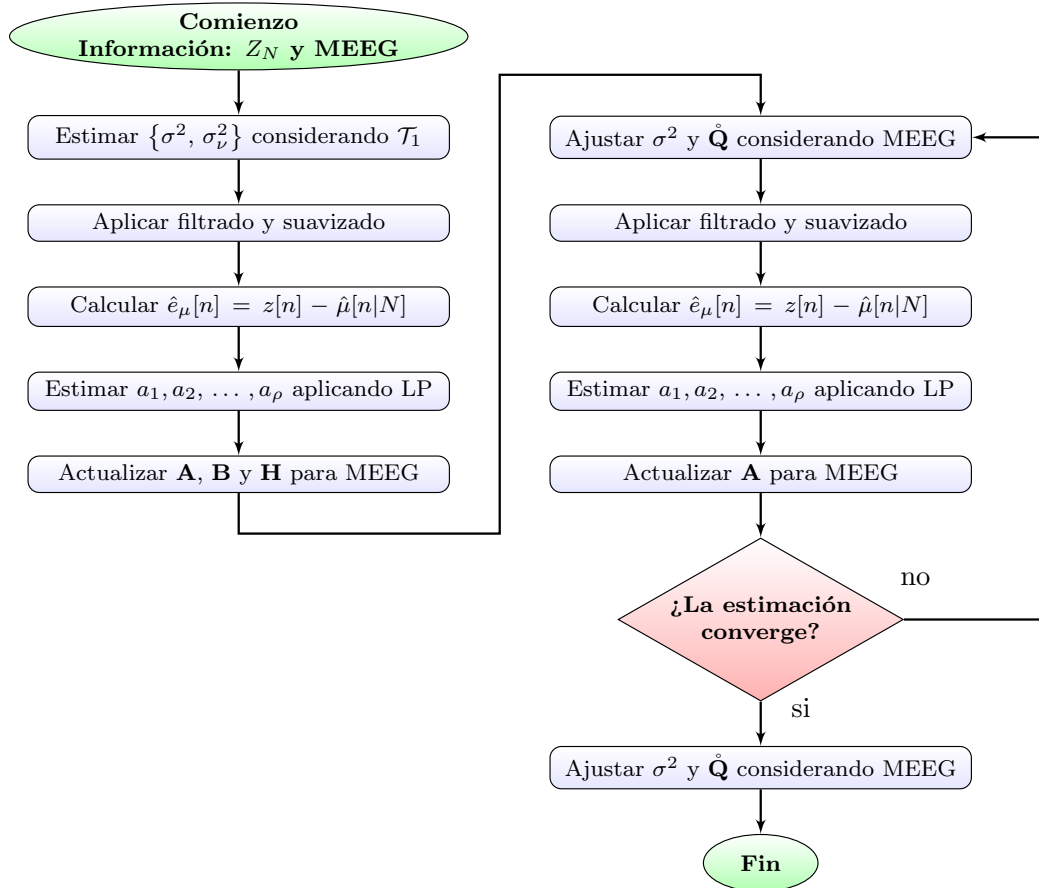 Comienzo
Información: Z_N y MEEG
Estimar {σ², σ_ν²} considerando 𝒯₁
Aplicar filtrado y suavizado
Calcular ê_μ[n] = z[n] − μ̂[n|N]
Estimar a₁, a₂, …, a_ρ aplicando LP
Actualizar A, B y H para MEEG
Ajustar σ² y Q̊ considerando MEEG
Aplicar filtrado y suavizado
Calcular ê_μ[n] = z[n] − μ̂[n|N]
Estimar a₁, a₂, …, a_ρ aplicando LP
Actualizar A para MEEG
no
¿La estimación
converge?
si
Ajustar σ² y Q̊ considerando MEEG
Fin